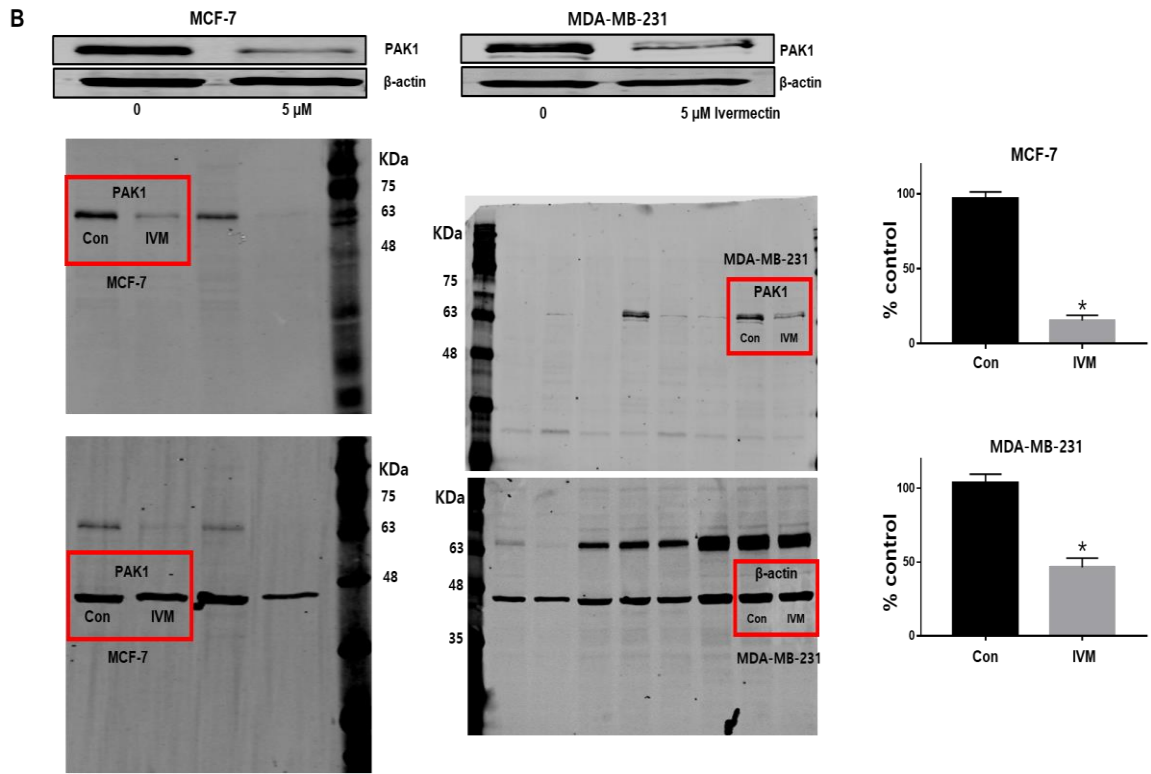 B
MCF-7
PAK1
β-actin
0 5 µM
MDA-MB-231
PAK1
β-actin
0 5 µM Ivermectin
KDa
75
63
48
PAK1
Con IVM
MCF-7
KDa
75
63
48
MDA-MB-231
PAK1
Con IVM
KDa
75
63
48
PAK1
Con IVM
MCF-7
KDa
63
48
35
β-actin
Con IVM
MDA-MB-231
MCF-7
% control
100
50
0
*
Con IVM
MDA-MB-231
% control
100
50
0
*
Con IVM